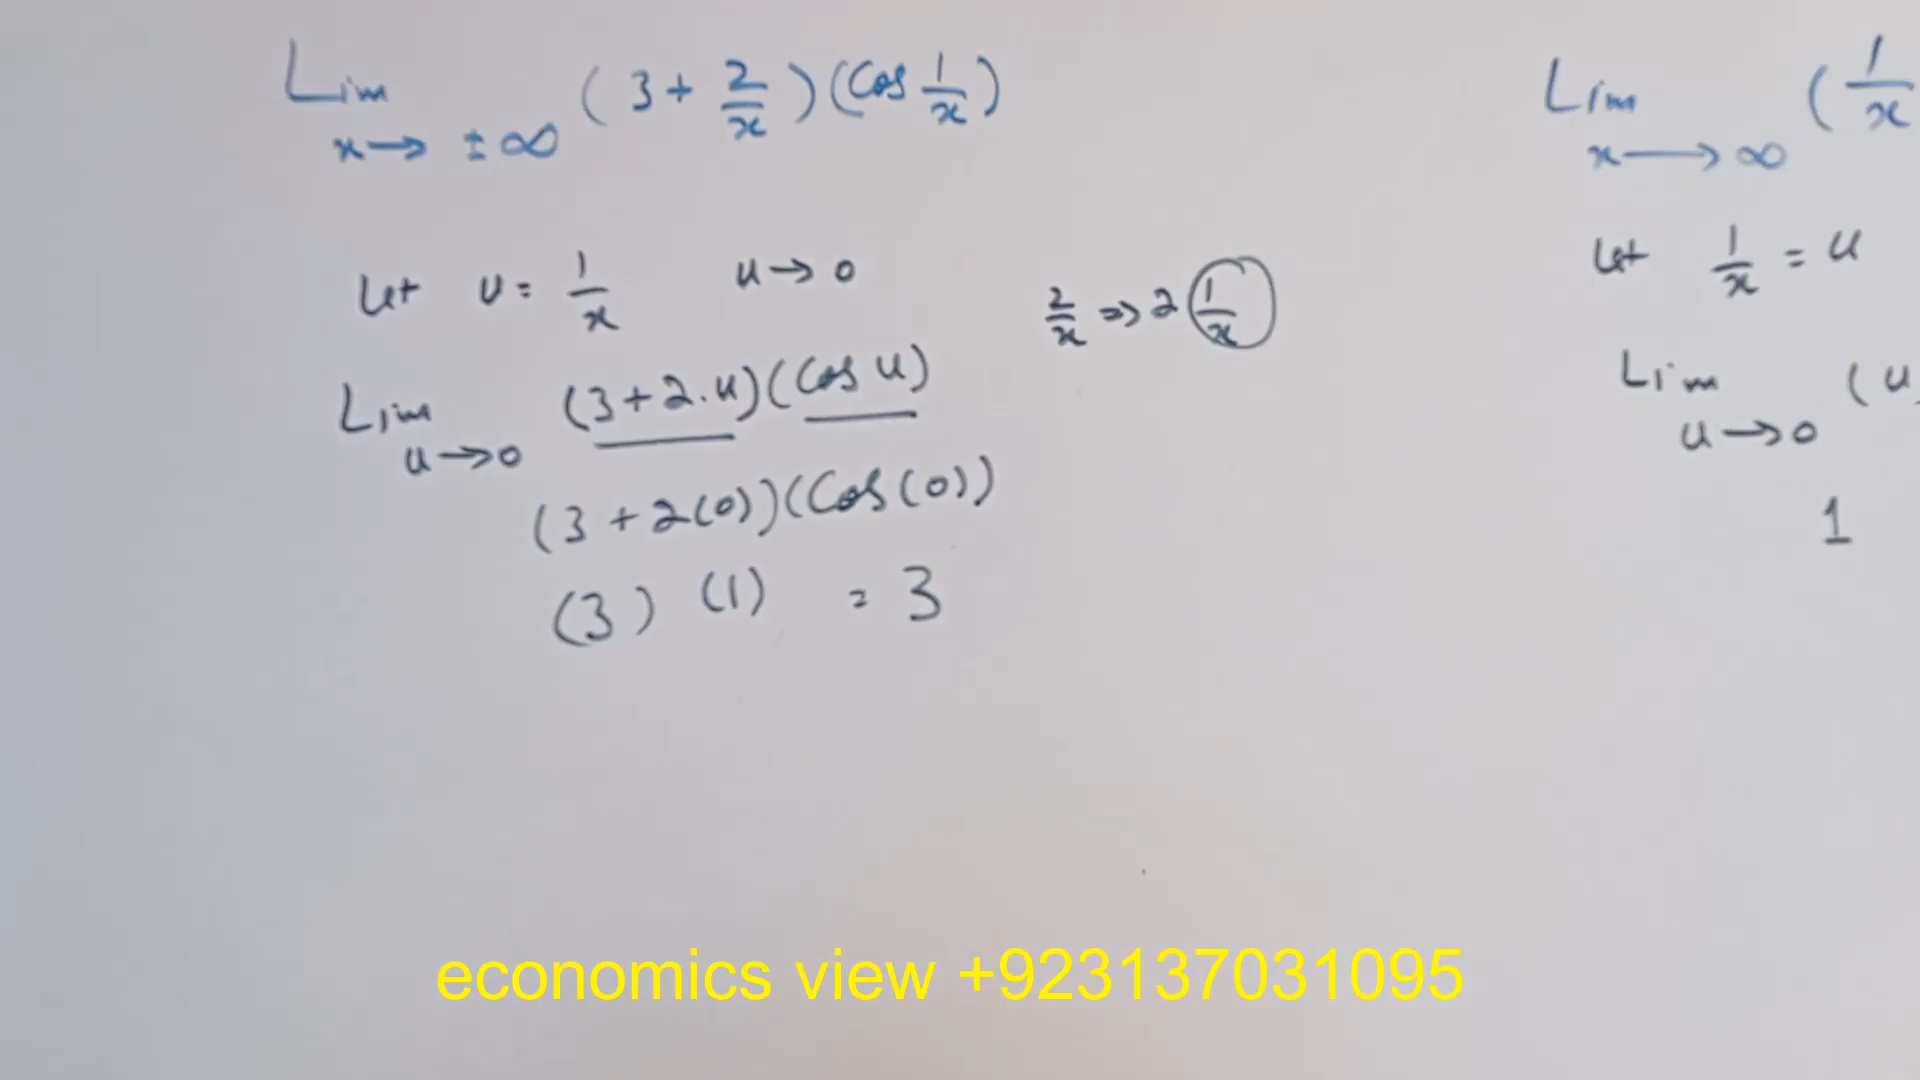 Lim x→ ±∞ (3 + 2/x)(Cos 1/x)
Let u = 1/x u→0
2/x ⇒ 2 (1/x)
Lim u→0 (3+2.u)(Cos u)
(3 + 2(0))(Cos(0))
(3) (1) = 3
Lim x→∞ (1/x
Let 1/x = u
Lim u→0 (u
1
economics view +923137031095